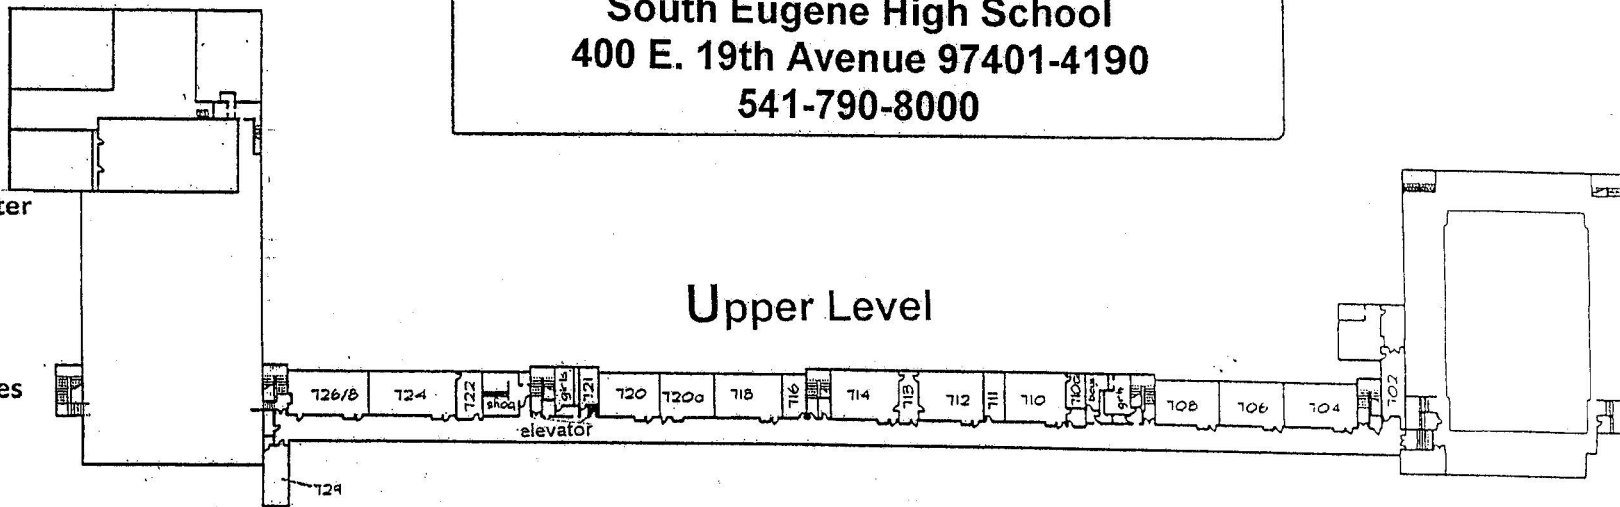 South Eugene High School
400 E. 19th Avenue 97401-4190
541-790-8000
ter
Upper Level
es
726/8
724
722
girls
721
720
720a
718
716
714
713
712
711
710
boys
girls
708
706
704
702
elevator
729